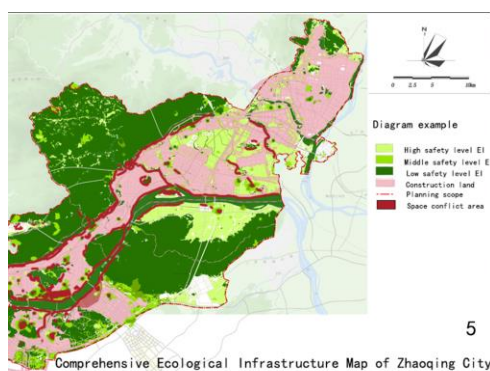 N
0 2.5 5 10km
Diagram example
High safety level EI
Middle safety level E
Low safety level EI
Construction land
Planning scope
Space conflict area
5
Comprehensive Ecological Infrastructure Map of Zhaoqing City